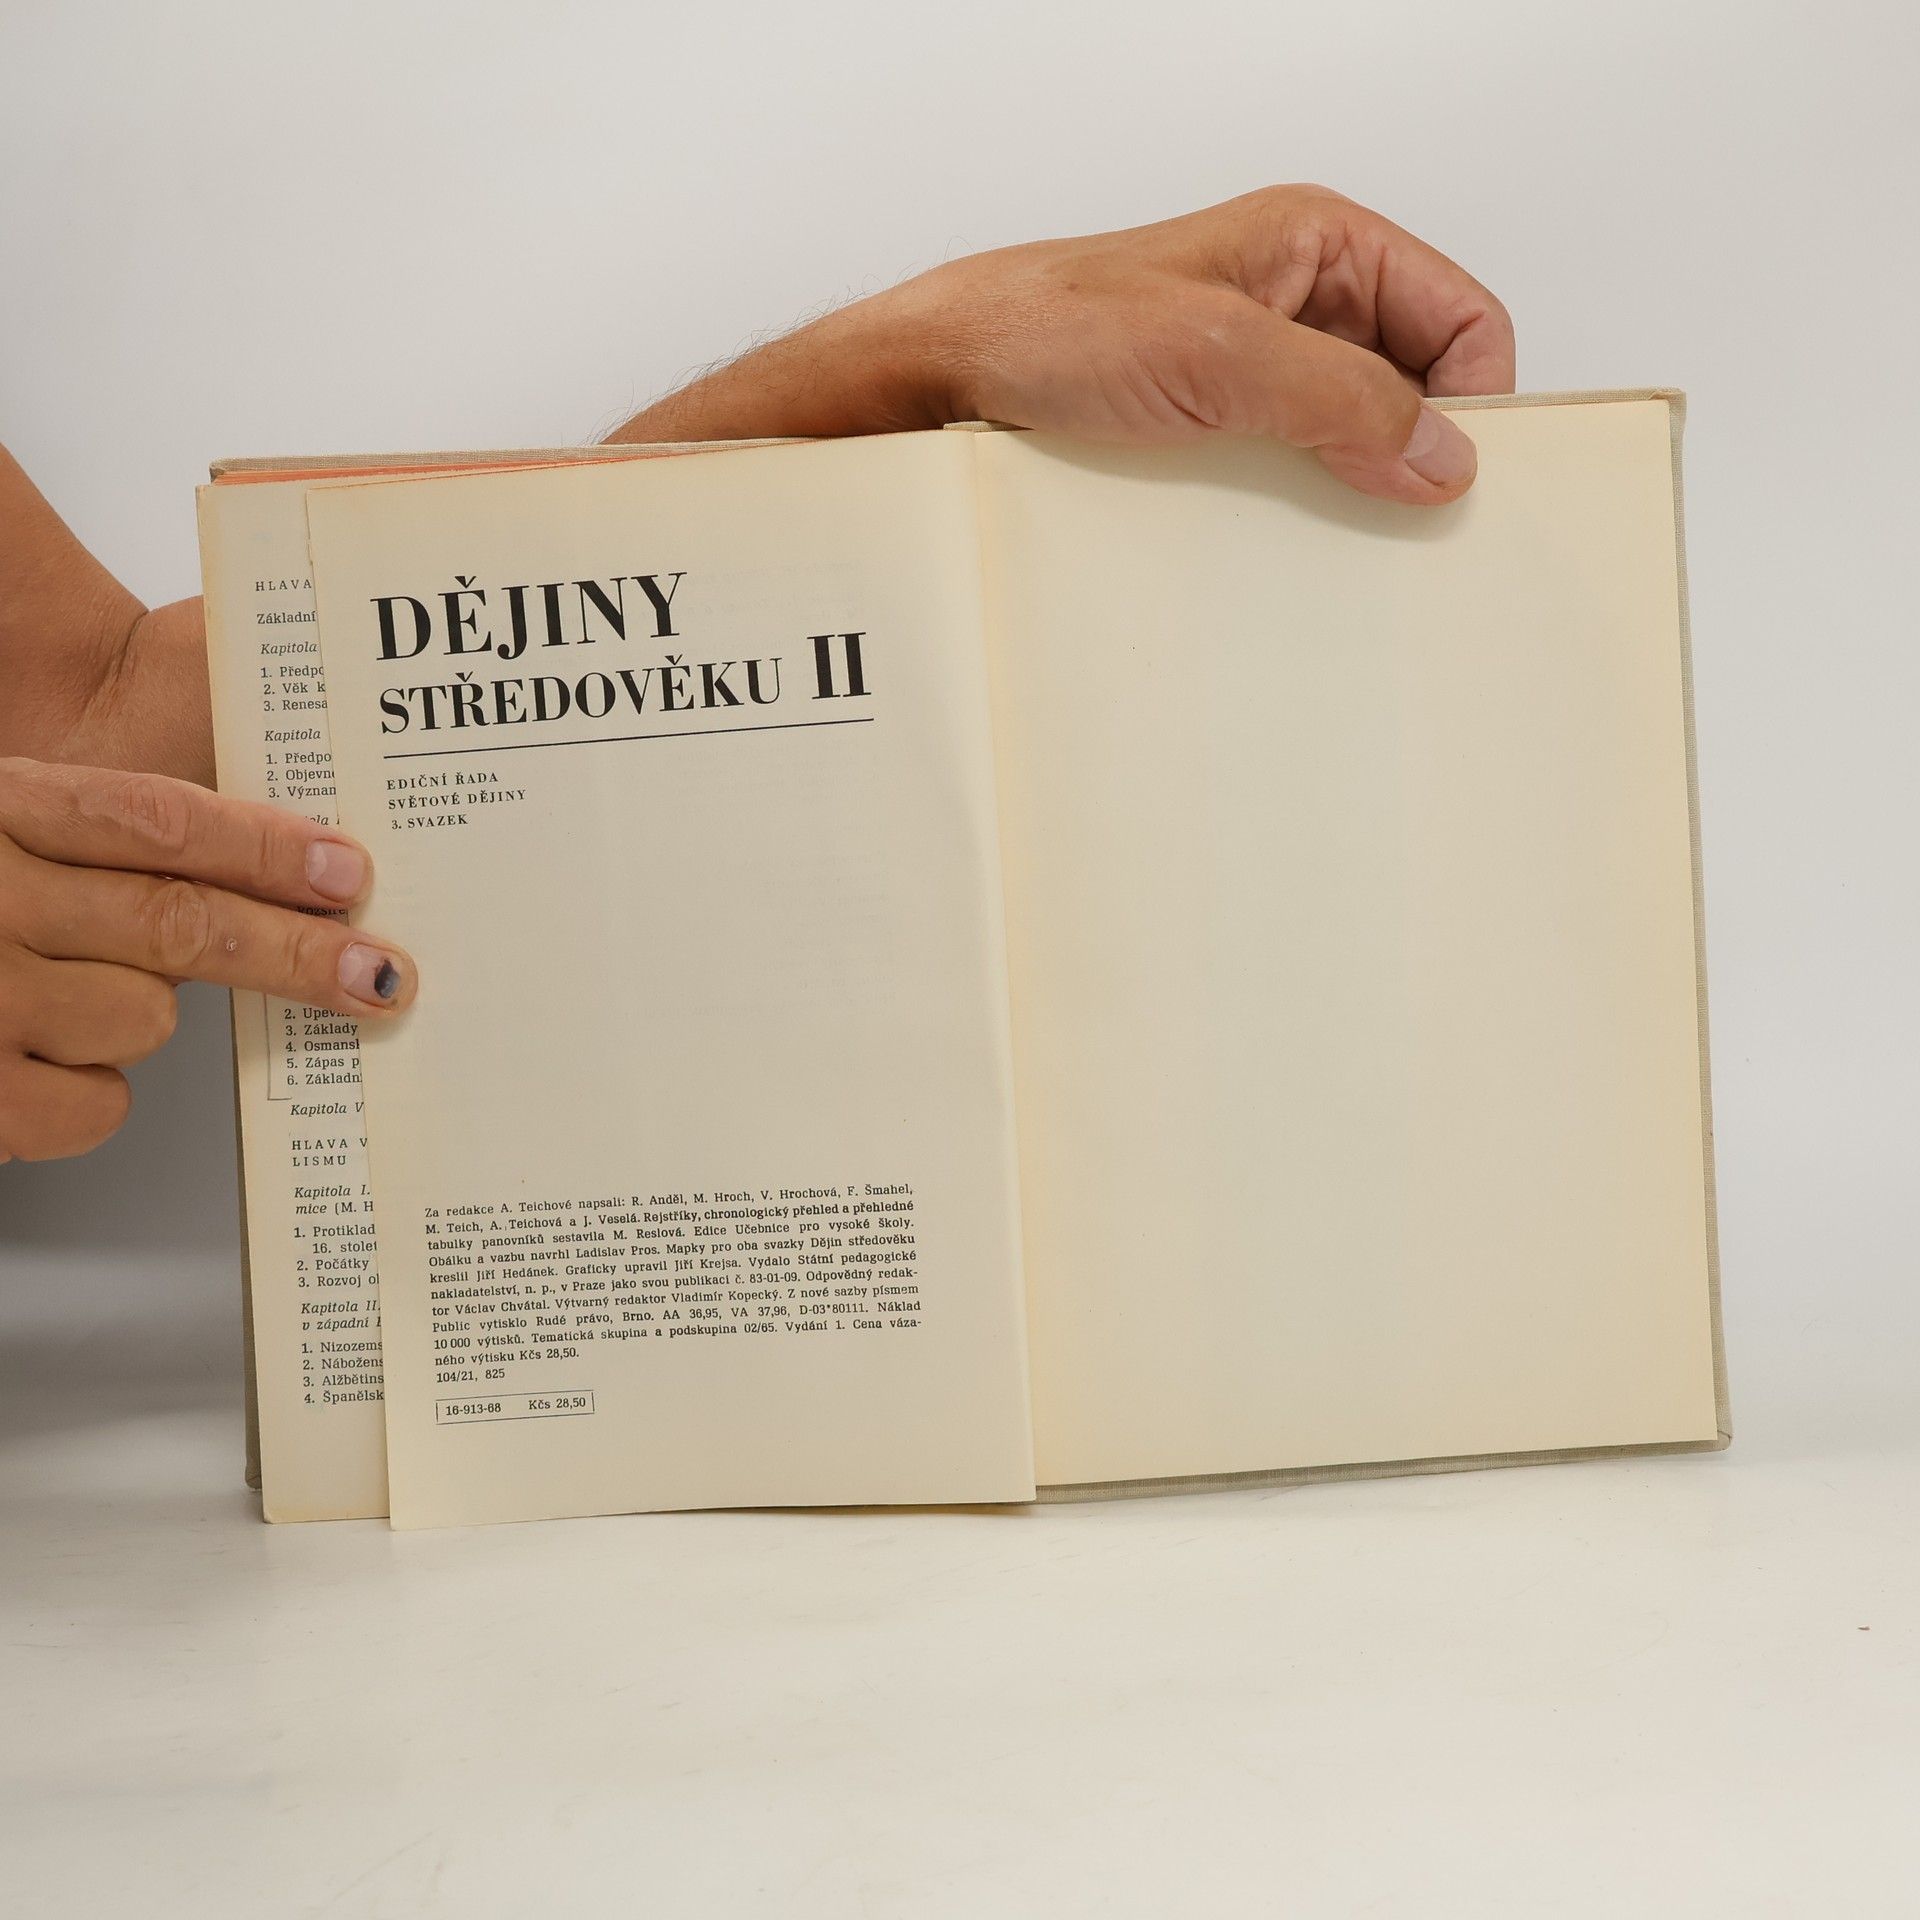 HLAVA
Základní
Kapitola
1. Předpo
2. Věk k
3. Renesa
Kapitola
1. Předpo
2. Objevn
3. Význam
Rozšíře
2. Upevn
3. Základy
4. Osmansk
5. Zápas p
6. Základn
Kapitola V
HLAVA V
LISMU
Kapitola I.
mice (M. H
1. Protiklad
16. stolet
2. Počátky
3. Rozvoj ob
Kapitola II.
v západní E
1. Nizozems
2. Nábožens
3. Alžbětins
4. Španělsk
DĚJINY
STŘEDOVĚKU II
EDIČNÍ ŘADA
SVĚTOVÉ DĚJINY
3. SVAZEK
Za redakce A. Teichové napsali: R. Anděl, M. Hroch, V. Hrochová, F. Šmahel,
M. Teich, A. Teichová a J. Veselá. Rejstříky, chronologický přehled a přehledné
tabulky panovníků sestavila M. Reslová. Edice Učebnice pro vysoké školy.
Obálku a vazbu navrhl Ladislav Pros. Mapky pro oba svazky Dějin středověku
kreslil Jiří Hedánek. Graficky upravil Jiří Krejsa. Vydalo Státní pedagogické
nakladatelství, n. p., v Praze jako svou publikaci č. 83-01-09. Odpovědný redak-
tor Václav Chvátal. Výtvarný redaktor Vladimír Kopecký. Z nové sazby písmem
Public vytisklo Rudé právo, Brno. AA 36,95, VA 37,96, D-03*80111. Náklad
10 000 výtisků. Tematická skupina a podskupina 02/65. Vydání 1. Cena váza-
ného výtisku Kčs 28,50.
104/21, 825
16-913-68 Kčs 28,50